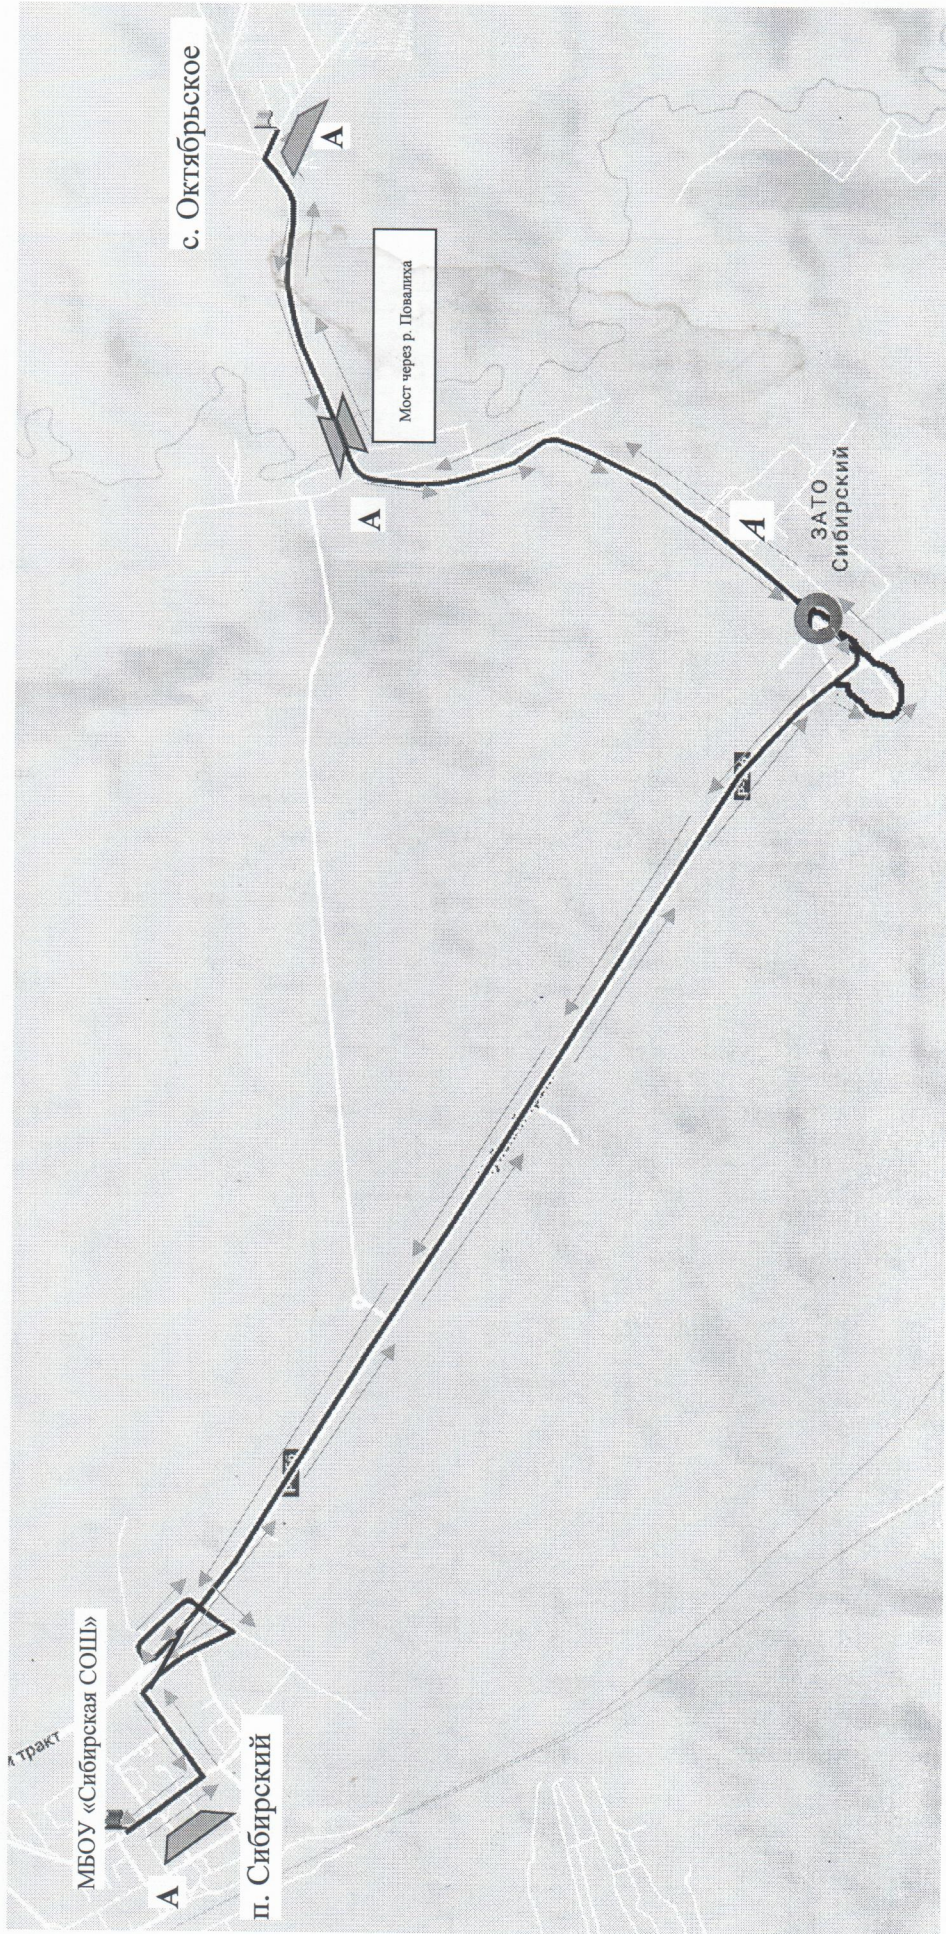 МБОУ «Сибирская СОШ»
тракт
А
п. Сибирский
с. Октябрьское
А
Мост через р. Повалиха
А
А
ЗАТО
Сибирский